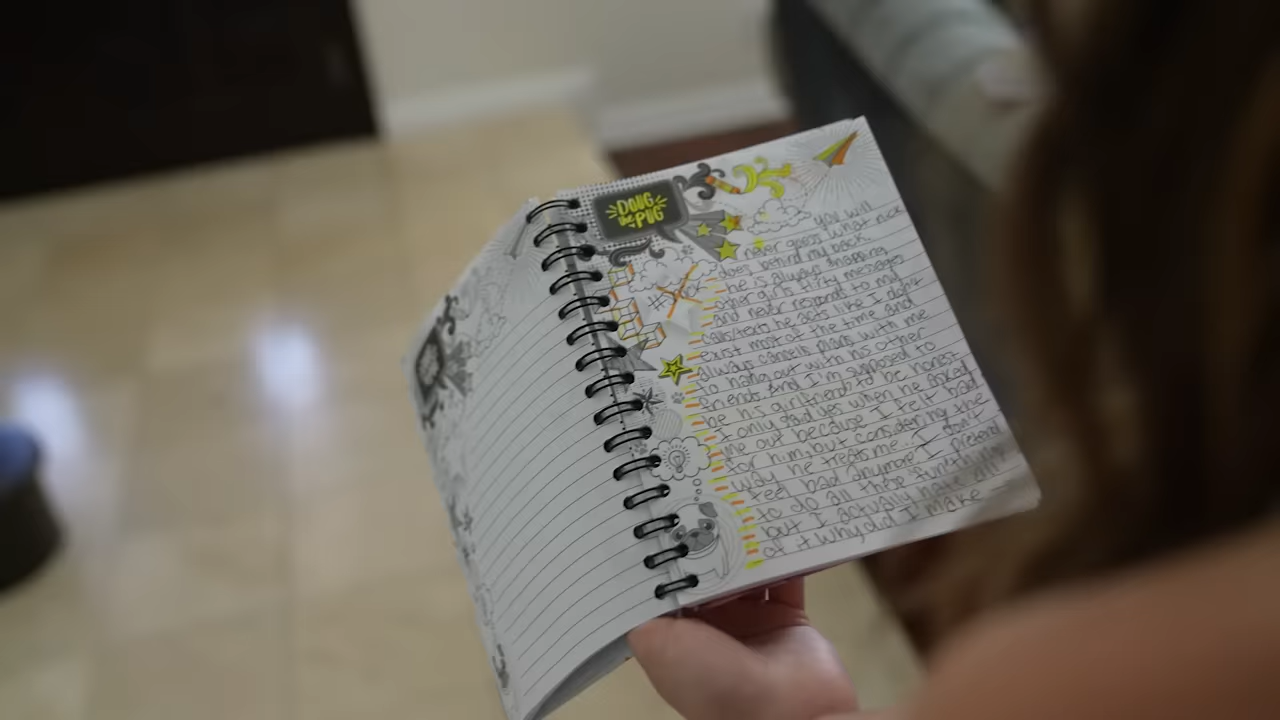 DOUG
the PUG
You will
never guess what nick
does behind my back.
he is always snapping
other girls flirty messages
and never responds to my
calls/texts he acts like I don't
exist most of the time and
always cancels plans with me
to hang out with his other
friends. And I'm supposed to
be his girlfriend, to be honest
I only said yes when he asked
me out because I felt bad
for him, but considering the
way he treats me. I don't
feel bad anymore. I
to do all these pretend
but I actually hate all
of it why did I make